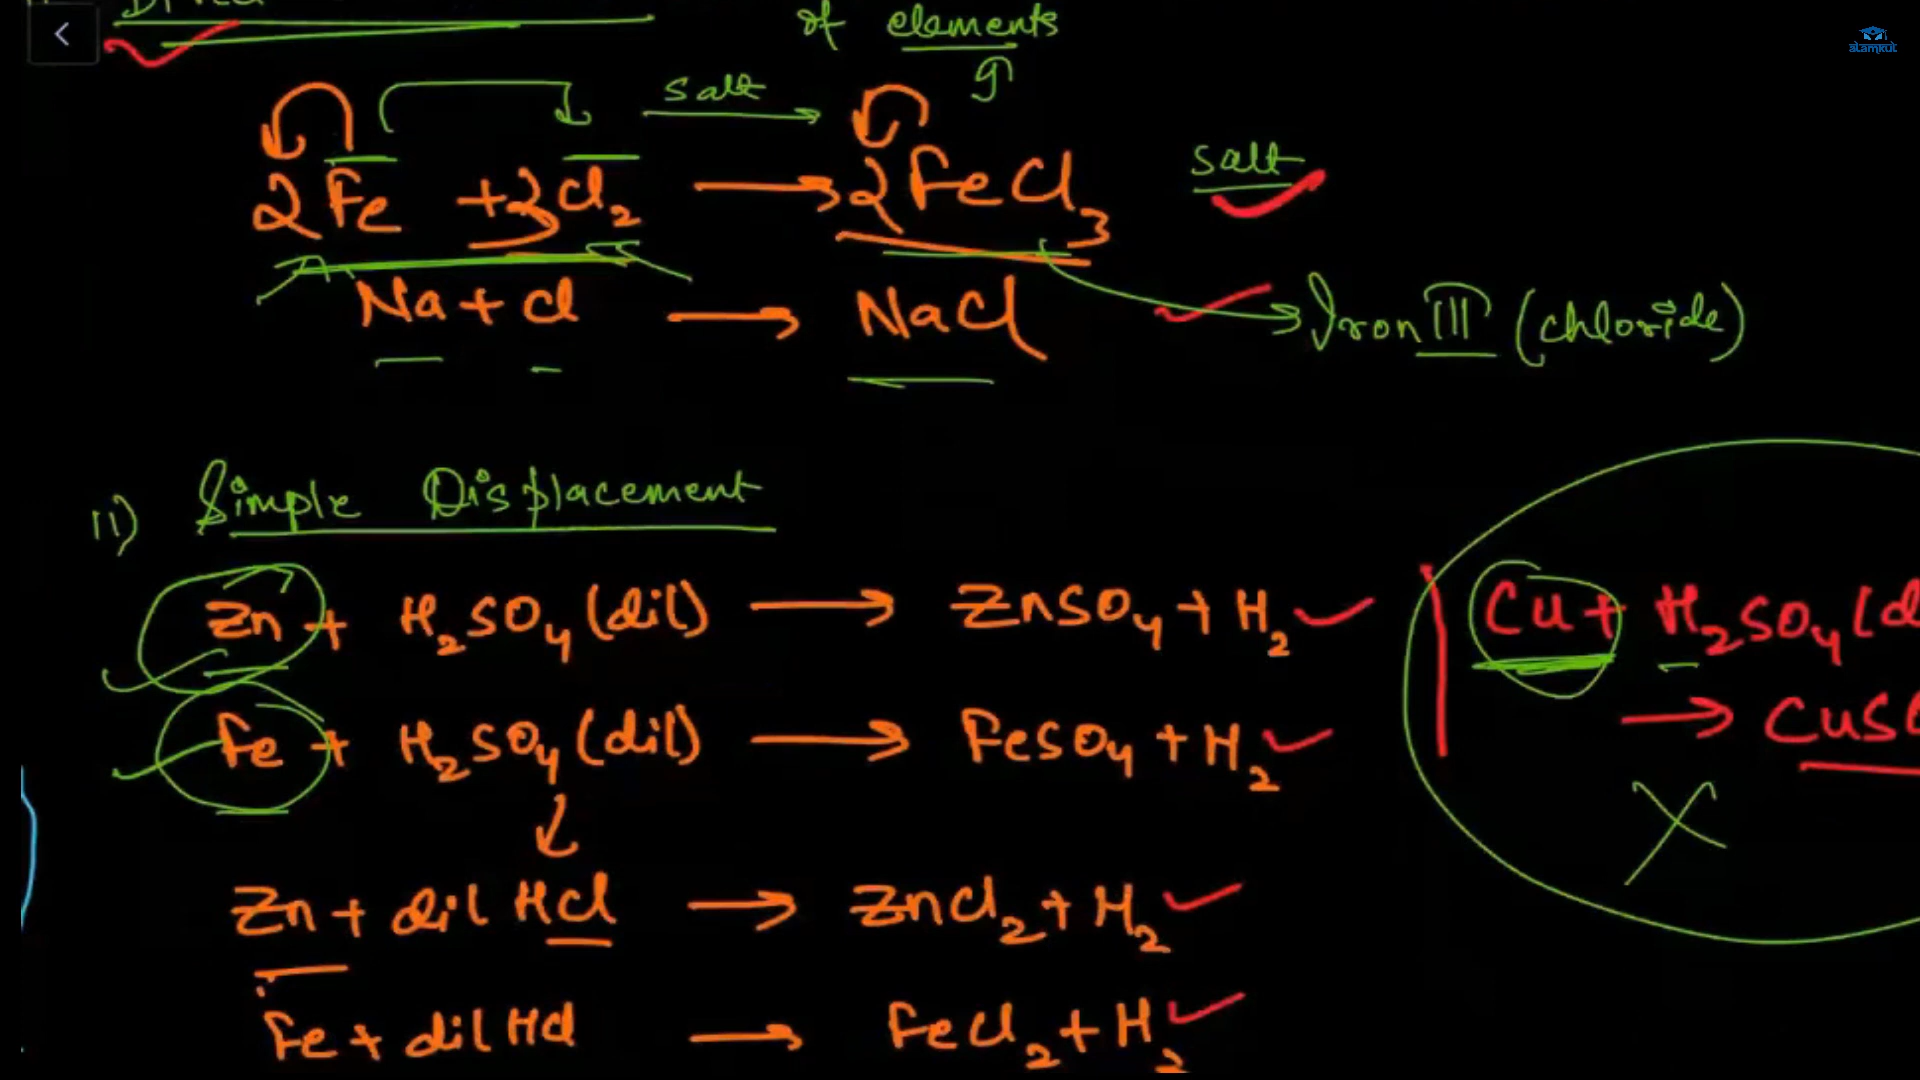 of elements
salt
2Fe + 3Cl₂ → 2FeCl₃ salt
Na + Cl → NaCl Iron III (chloride)
II) Simple Displacement
Zn + H₂SO₄ (dil) → ZnSO₄ + H₂
Cu + H₂SO₄ (d
Fe + H₂SO₄ (dil) → FeSO₄ + H₂
→ CuS
Zn + dil HCl → ZnCl₂ + H₂
Fe + dil HCl → FeCl₂ + H₂
alamkut